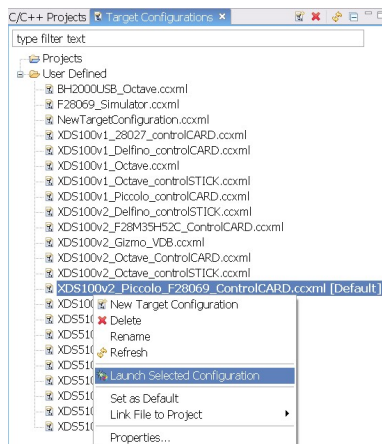 C/C++ Projects Target Configurations
type filter text
Projects
User Defined
BH2000USB_Octave.ccxml
F28069_Simulator.ccxml
NewTargetConfiguration.ccxml
XDS100v1_28027_controlCARD.ccxml
XDS100v1_Delfino_controlCARD.ccxml
XDS100v1_Octave.ccxml
XDS100v1_Octave_controlSTICK.ccxml
XDS100v1_Piccolo_controlCARD.ccxml
XDS100v2_Delfino_controlSTICK.ccxml
XDS100v2_F28M35H52C_ControlCARD.ccxml
XDS100v2_Gizmo_VDB.ccxml
XDS100v2_Octave_ControlCARD.ccxml
XDS100v2_Octave_controlSTICK.ccxml
XDS100v2_Piccolo_F28069_ControlCARD.ccxml [Default]
XDS100 New Target Configuration
XDS510 Delete
XDS510 Rename
XDS510 Refresh
XDS510 Launch Selected Configuration
XDS510 Set as Default
XDS510 Link File to Project
XDS510
Properties...